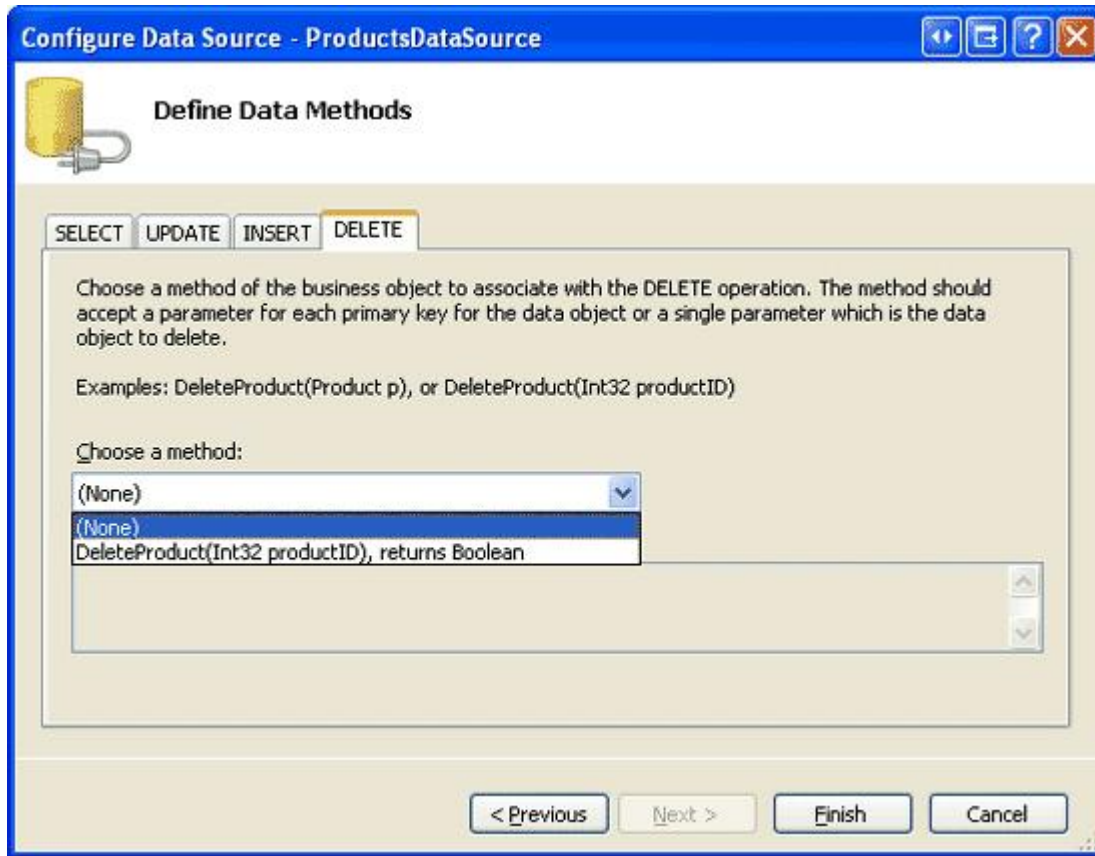 Configure Data Source - ProductsDataSource
Define Data Methods
SELECT UPDATE INSERT DELETE
Choose a method of the business object to associate with the DELETE operation. The method should
accept a parameter for each primary key for the data object or a single parameter which is the data
object to delete.
Examples: DeleteProduct(Product p), or DeleteProduct(Int32 productID)
Choose a method:
(None)
(None)
DeleteProduct(Int32 productID), returns Boolean
< Previous Next > Finish Cancel